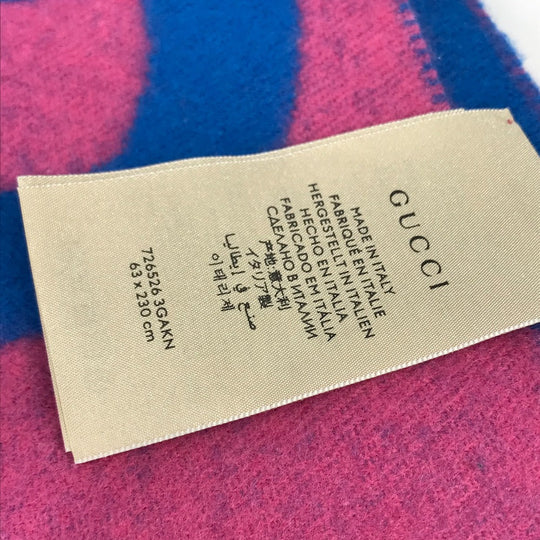 GUCCI
MADE IN ITALY
FABRIQUÉ EN ITALIE
HERGESTELLT IN ITALIEN
HECHO EN ITALIA
FABRICADO EM ITÁLIA
СДЕЛАНО В ИТАЛИИ
产地:意大利
イタリア製
صنع في إيطاليا
이태리제
726526 3GAKN
63 x 230 cm